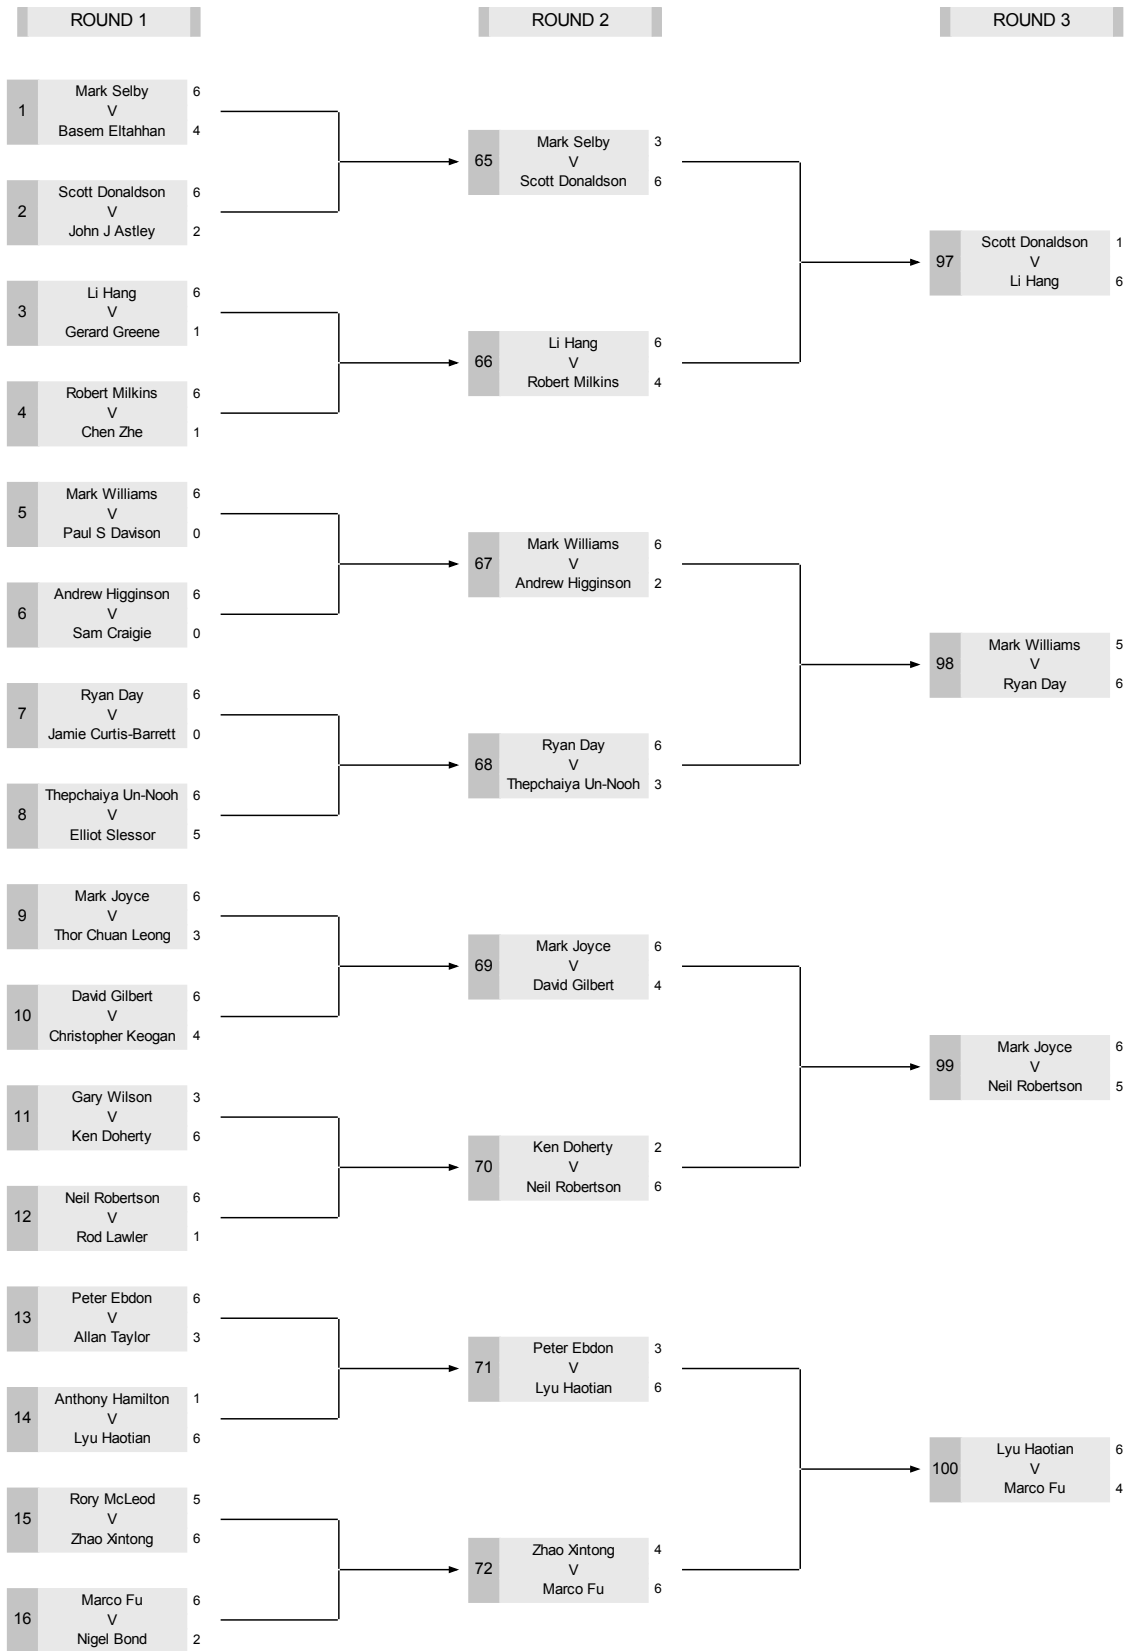 ROUND 1
ROUND 2
ROUND 3
1
Mark Selby 6
V
Basem Eltahhan 4
2
Scott Donaldson 6
V
John J Astley 2
3
Li Hang 6
V
Gerard Greene 1
4
Robert Milkins 6
V
Chen Zhe 1
5
Mark Williams 6
V
Paul S Davison 0
6
Andrew Higginson 6
V
Sam Craigie 0
7
Ryan Day 6
V
Jamie Curtis-Barrett 0
8
Thepchaiya Un-Nooh 6
V
Elliot Slessor 5
9
Mark Joyce 6
V
Thor Chuan Leong 3
10
David Gilbert 6
V
Christopher Keogan 4
11
Gary Wilson 3
V
Ken Doherty 6
12
Neil Robertson 6
V
Rod Lawler 1
13
Peter Ebdon 6
V
Allan Taylor 3
14
Anthony Hamilton 1
V
Lyu Haotian 6
15
Rory McLeod 5
V
Zhao Xintong 6
16
Marco Fu 6
V
Nigel Bond 2
65
Mark Selby 3
V
Scott Donaldson 6
66
Li Hang 6
V
Robert Milkins 4
67
Mark Williams 6
V
Andrew Higginson 2
68
Ryan Day 6
V
Thepchaiya Un-Nooh 3
69
Mark Joyce 6
V
David Gilbert 4
70
Ken Doherty 2
V
Neil Robertson 6
71
Peter Ebdon 3
V
Lyu Haotian 6
72
Zhao Xintong 4
V
Marco Fu 6
97
Scott Donaldson 1
V
Li Hang 6
98
Mark Williams 5
V
Ryan Day 6
99
Mark Joyce 6
V
Neil Robertson 5
100
Lyu Haotian 6
V
Marco Fu 4